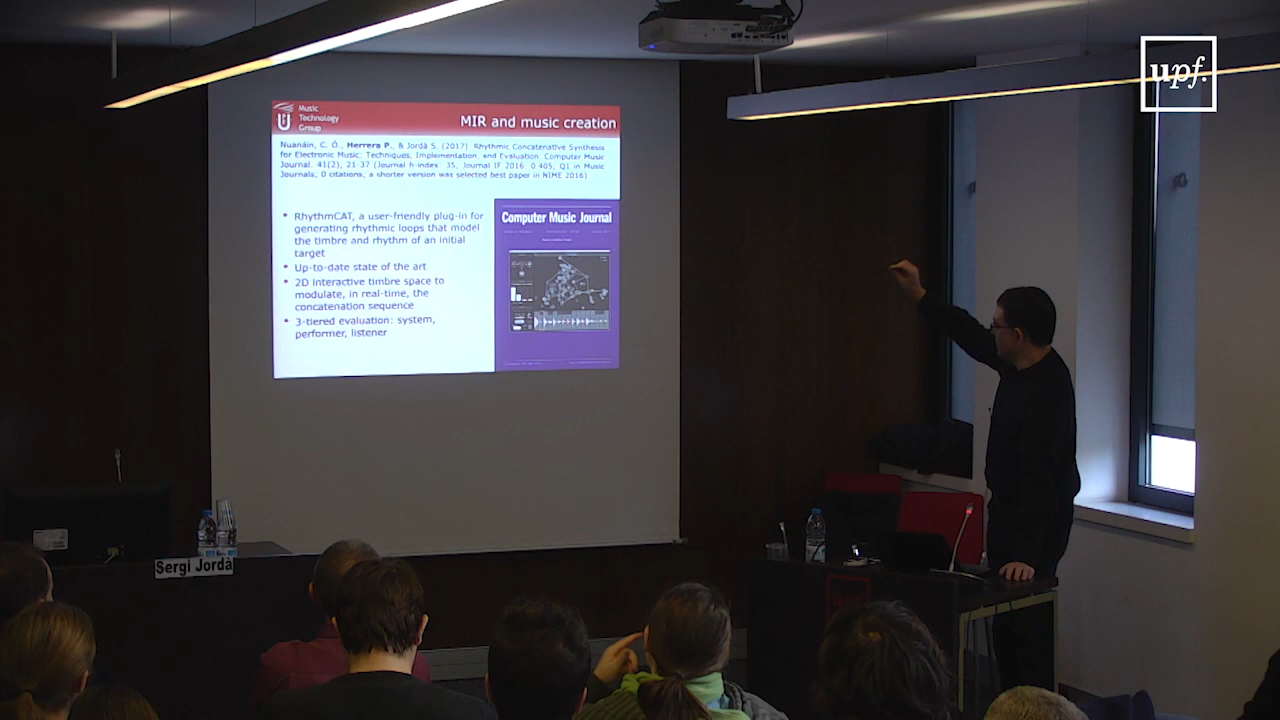 upf.
Music
Technology
Group
MIR and music creation
Nuanáin, C. Ó., Herrera P., & Jordà S. (2017). Rhythmic Concatenative Synthesis
for Electronic Music: Techniques, Implementation, and Evaluation. Computer Music
Journal. 41(2), 21-37 (Journal h-index: 35, Journal IF 2016: 0.405; Q1 in Music
Journals; 0 citations; a shorter version was selected best paper in NIME 2016)
• RhythmCAT, a user-friendly plug-in for
generating rhythmic loops that model
the timbre and rhythm of an initial
target
• Up-to-date state of the art
• 2D interactive timbre space to
modulate, in real-time, the
concatenation sequence
• 3-tiered evaluation: system,
performer, listener
Computer Music Journal
Sergi Jordà